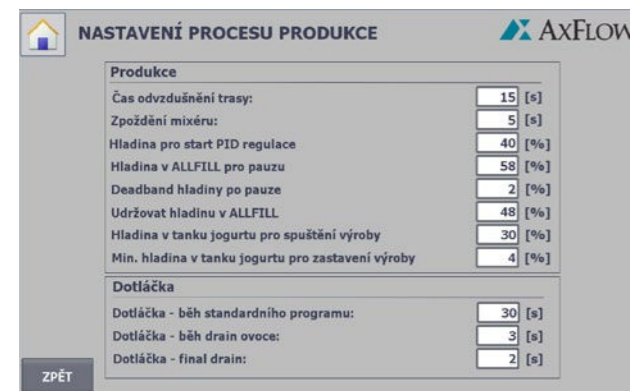 NASTAVENÍ PROCESU PRODUKCE
AxFlow
Produkce
Čas odvzdušnění trasy: 15 [s]
Zpoždění mixéru: 5 [s]
Hladina pro start PID regulace 40 [%]
Hladina v ALLFILL pro pauzu 58 [%]
Deadband hladiny po pauze 2 [%]
Udržovat hladinu v ALLFILL 48 [%]
Hladina v tanku jogurtu pro spuštění výroby 30 [%]
Min. hladina v tanku jogurtu pro zastavení výroby 4 [%]
Dotláčka
Dotláčka - běh standardního programu: 30 [s]
Dotláčka - běh drain ovoce: 3 [s]
Dotláčka - final drain: 2 [s]
ZPĚT